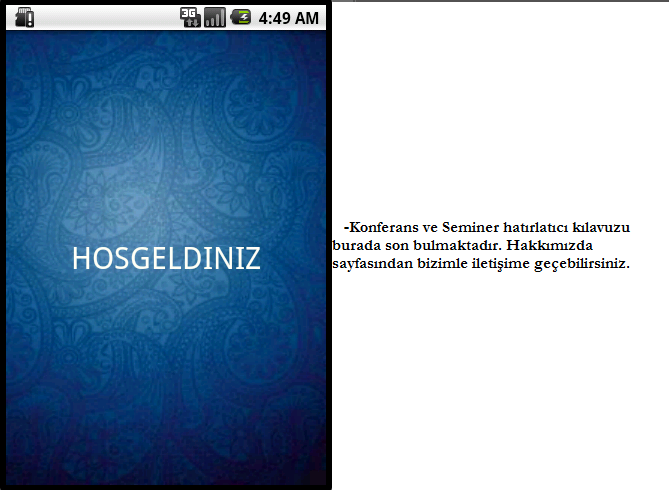 3G
4:49 AM
HOSGELDINIZ
-Konferans ve Seminer hatırlatıcı kılavuzu
burada son bulmaktadır. Hakkımızda
sayfasından bizimle iletişime geçebilirsiniz.